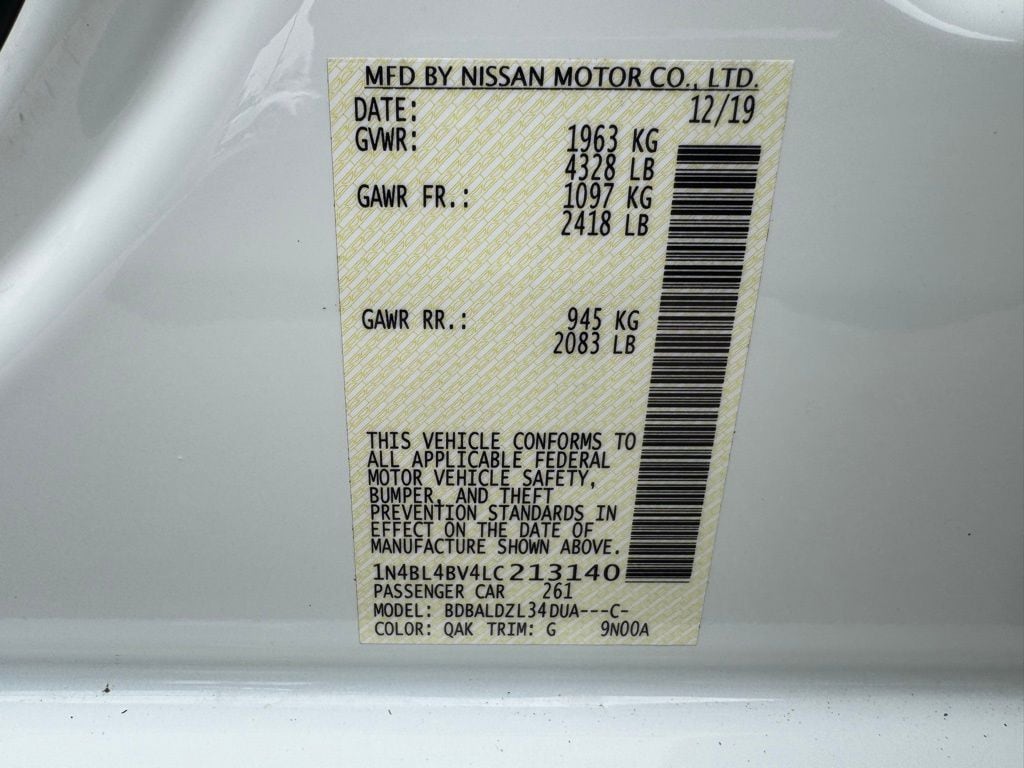 MFD BY NISSAN MOTOR CO., LTD.
DATE: 12/19
GVWR: 1963 KG
4328 LB
GAWR FR.: 1097 KG
2418 LB
GAWR RR.: 945 KG
2083 LB
THIS VEHICLE CONFORMS TO
ALL APPLICABLE FEDERAL
MOTOR VEHICLE SAFETY,
BUMPER, AND THEFT
PREVENTION STANDARDS IN
EFFECT ON THE DATE OF
MANUFACTURE SHOWN ABOVE.
1N4BL4BV4LC213140
PASSENGER CAR 261
MODEL: BDBALDZL34DUA---C-
COLOR: QAK TRIM: G 9N00A